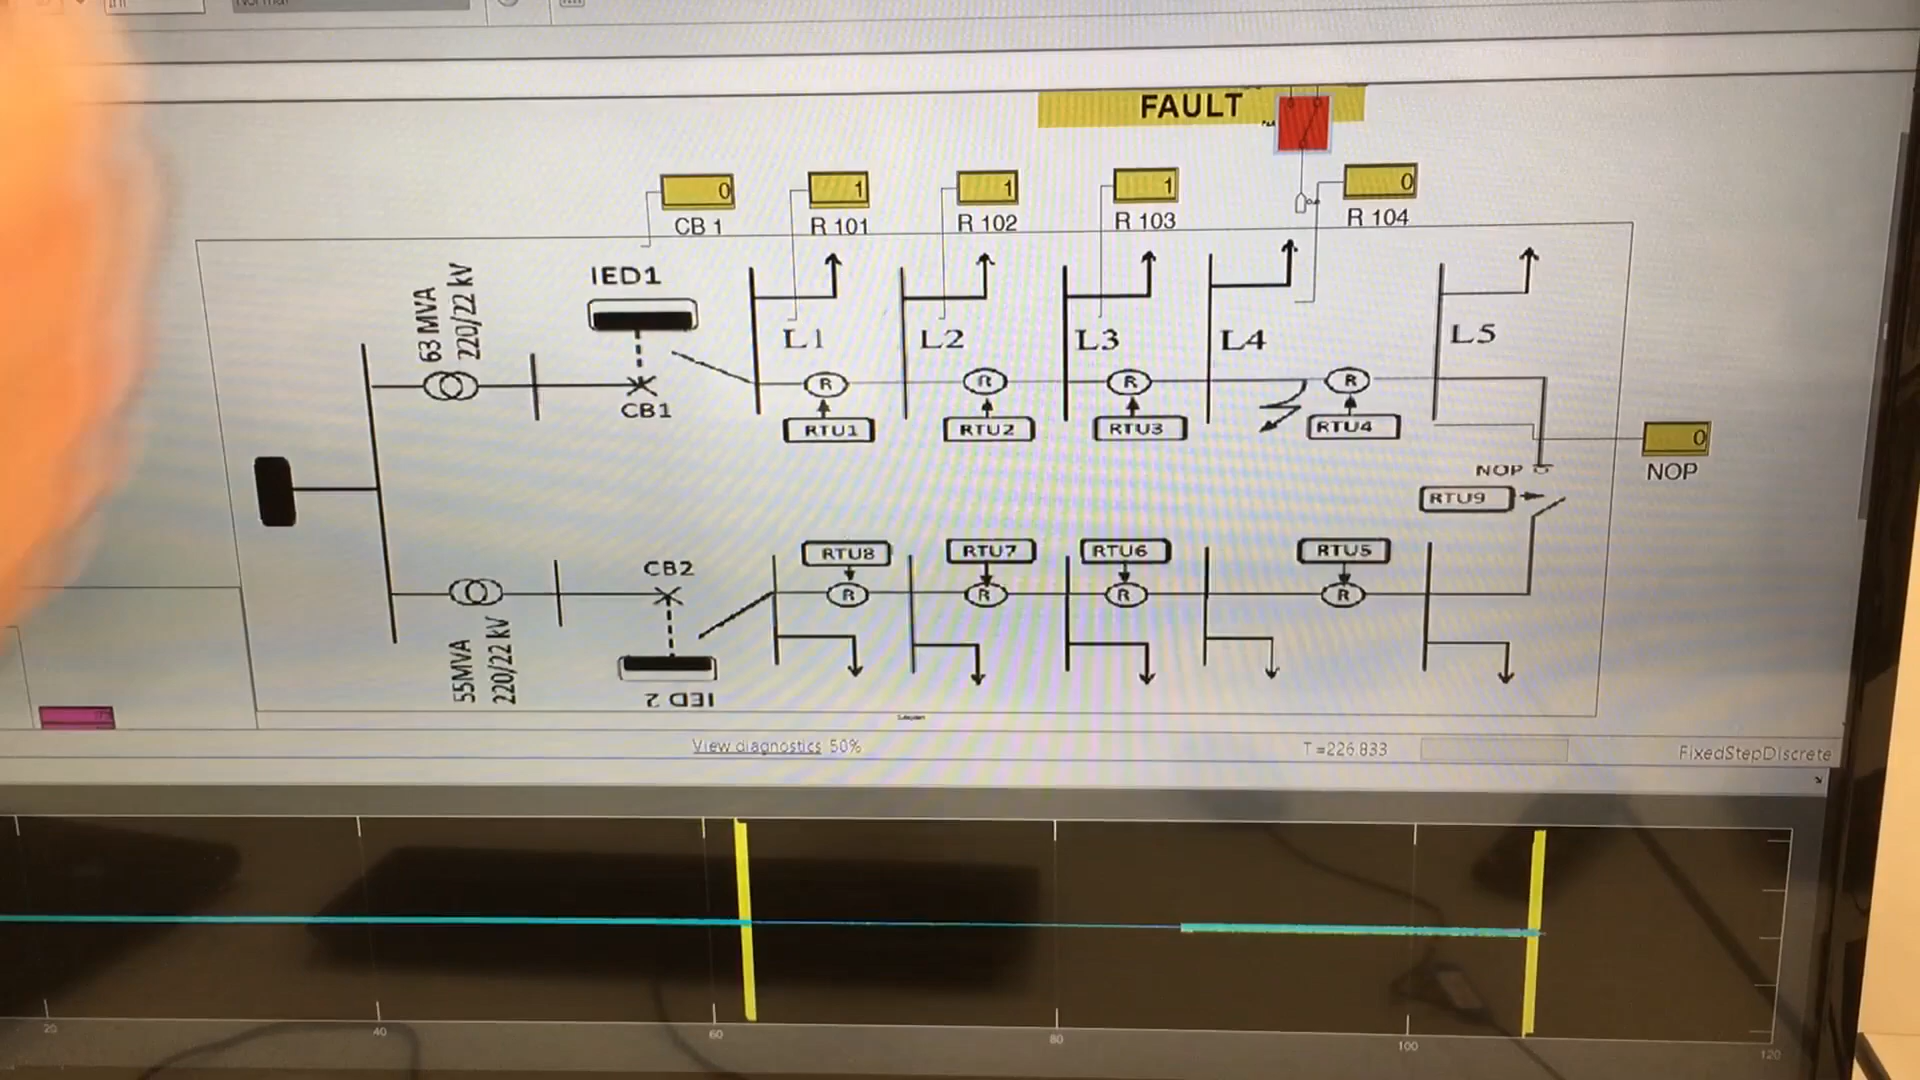 Normal
FAULT
0
1
1
1
0
CB 1
R 101
R 102
R 103
R 104
63 MVA
220/22 kV
IED1
L1
L2
L3
L4
L5
R
R
R
R
CB1
RTU1
RTU2
RTU3
RTU4
0
NOP
NOP
RTU9
CB2
RTU8
RTU7
RTU6
RTU5
R
R
R
R
55MVA
220/22 kV
IED 2
View diagnostics 50%
T=226.833
FixedStepDiscrete
20
40
60
80
100
120